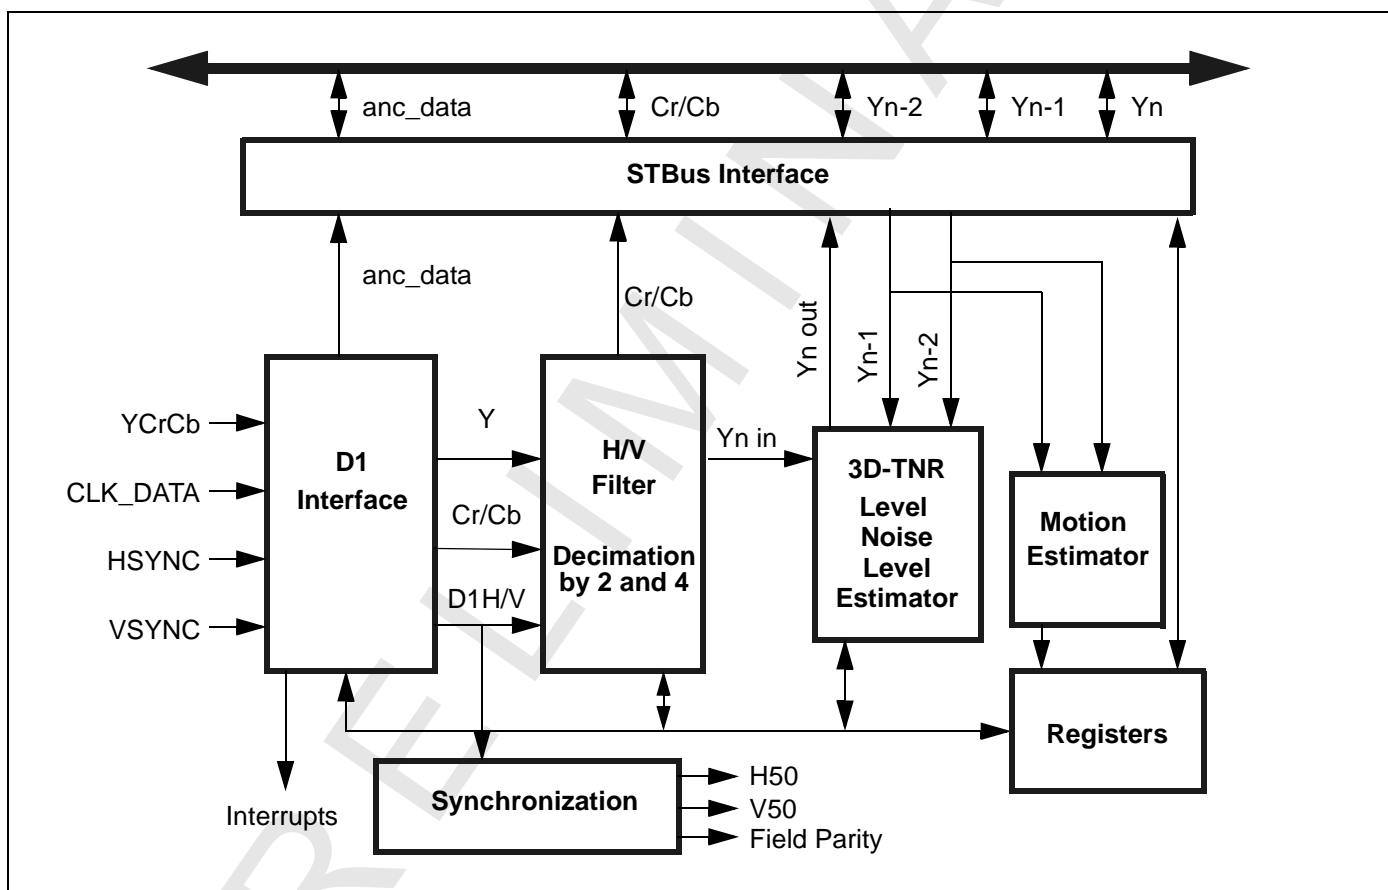 anc_data
Cr/Cb
Yn-2
Yn-1
Yn
STBus Interface
anc_data
Cr/Cb
Yn out
Yn-1
Yn-2
YCrCb
CLK_DATA
HSYNC
VSYNC
D1
Interface
Y
Cr/Cb
D1H/V
H/V
Filter
Decimation
by 2 and 4
Yn in
3D-TNR
Level
Noise
Level
Estimator
Motion
Estimator
Registers
Interrupts
Synchronization
H50
V50
Field Parity
RELIMINA